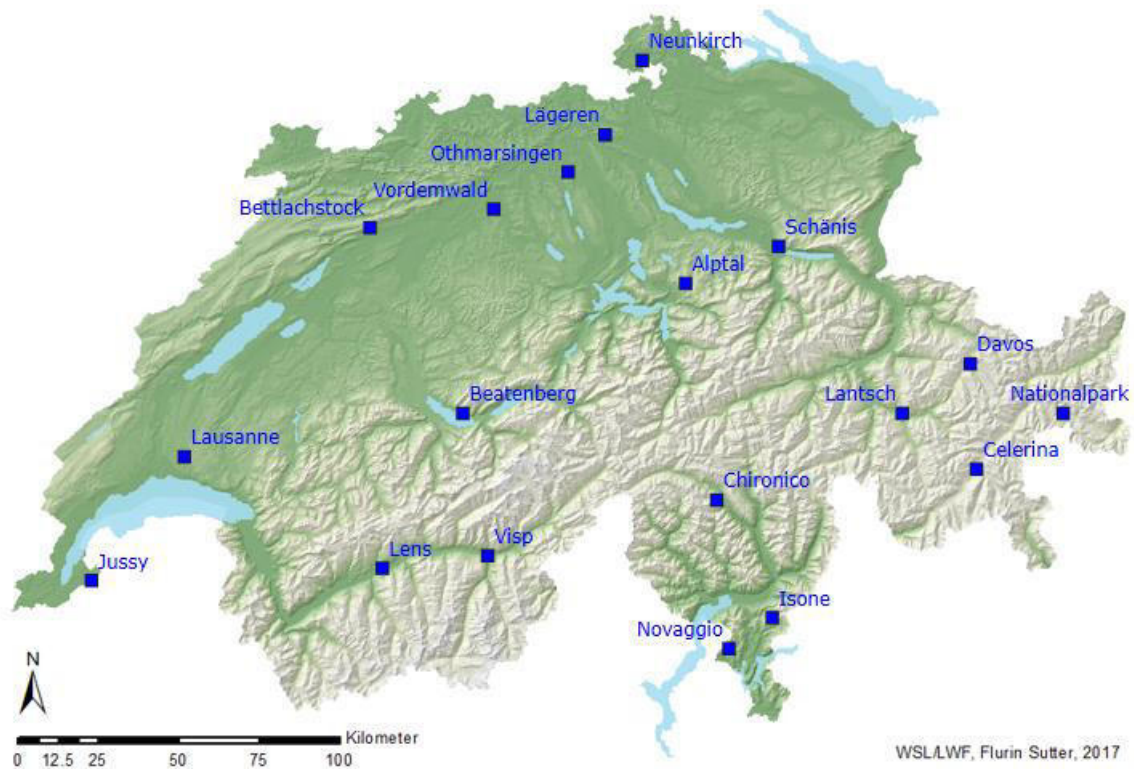 Neunkirch
Lägeren
Othmarsingen
Vordemwald
Bettlachstock
Schänis
Alptal
Davos
Beatenberg
Lantsch
Nationalpark
Lausanne
Celerina
Chironico
Visp
Lens
Jussy
Isone
Novaggio
N
Kilometer
0 12.5 25 50 75 100
WSL/LWF, Flurin Sutter, 2017